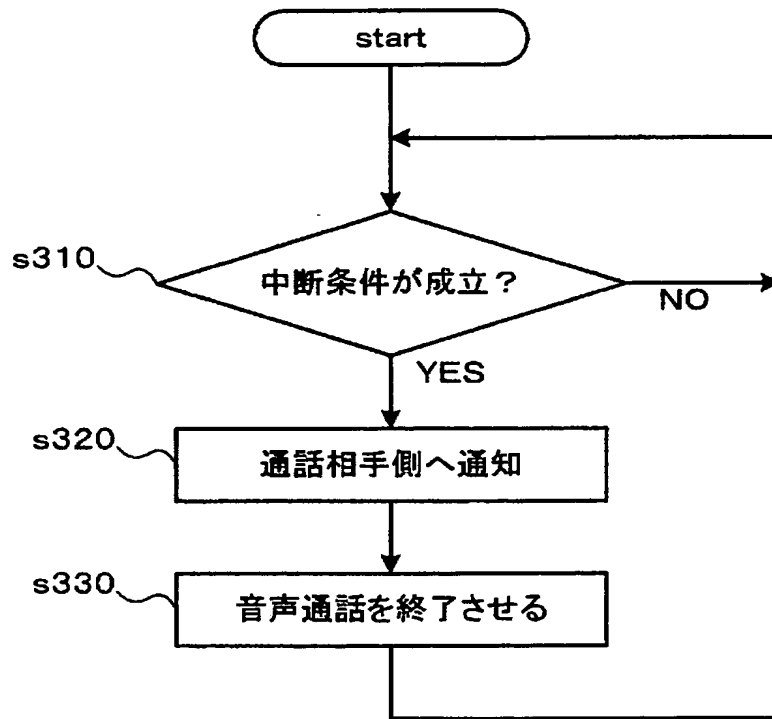 start
s310
中断条件が成立？
NO
YES
s320
通話相手側へ通知
s330
音声通話を終了させる